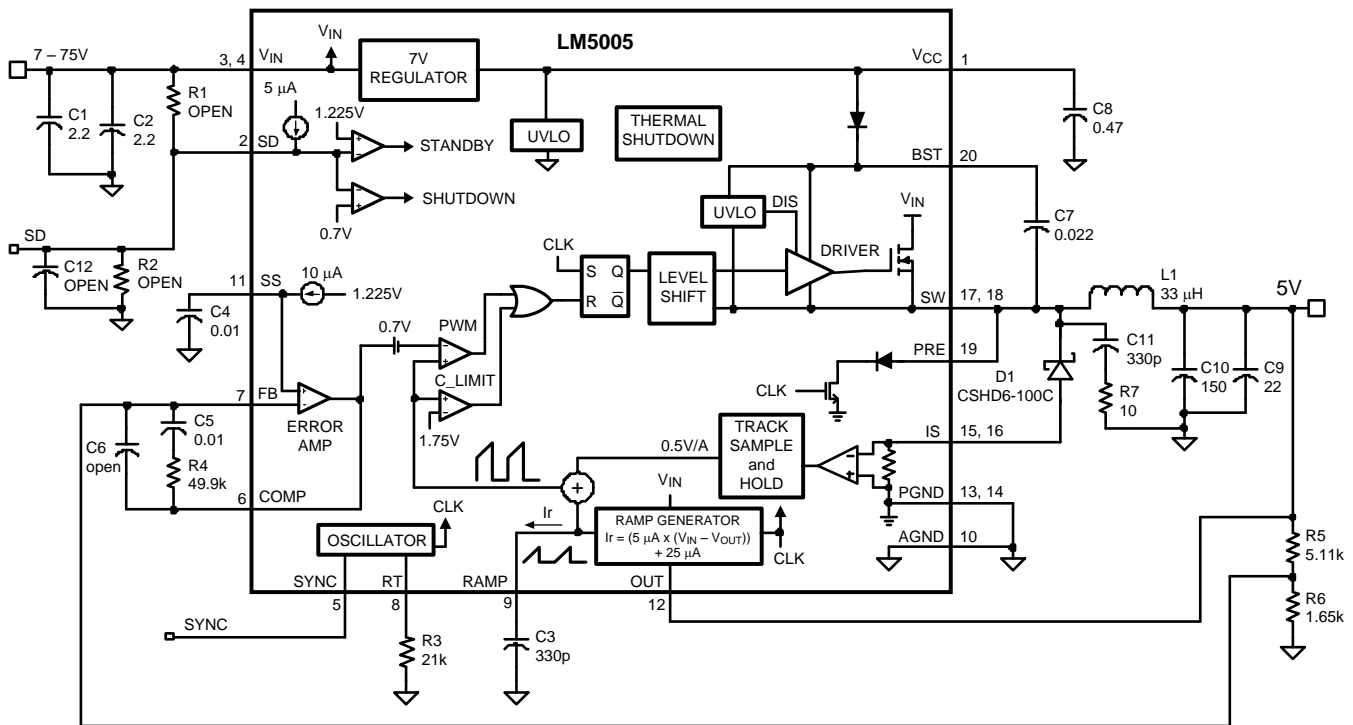 LM5005
7 – 75V
3, 4
VIN
VIN
7V
REGULATOR
VCC
1
C1
2.2
C2
2.2
R1
OPEN
5 µA
1.225V
2
SD
STANDBY
SHUTDOWN
0.7V
UVLO
THERMAL
SHUTDOWN
C8
0.47
BST
20
UVLO
DIS
VIN
DRIVER
C7
0.022
SD
C12
OPEN
R2
OPEN
CLK
S Q
R Q
LEVEL
SHIFT
11
SS
10 µA
1.225V
C4
0.01
SW
17, 18
L1
33 µH
5V
0.7V
PWM
C_LIMIT
1.75V
PRE
19
CLK
C11
330p
R7
10
D1
CSHD6-100C
C10
150
C9
22
7
FB
+
-
ERROR
AMP
C6
open
C5
0.01
R4
49.9k
6
COMP
0.5V/A
TRACK
SAMPLE
and
HOLD
IS
15, 16
+
VIN
PGND
13, 14
AGND
10
CLK
OSCILLATOR
Ir
RAMP GENERATOR
Ir = (5 µA x (VIN – VOUT))
+ 25 µA
CLK
R5
5.11k
R6
1.65k
SYNC
5
RT
8
RAMP
9
OUT
12
SYNC
R3
21k
C3
330p